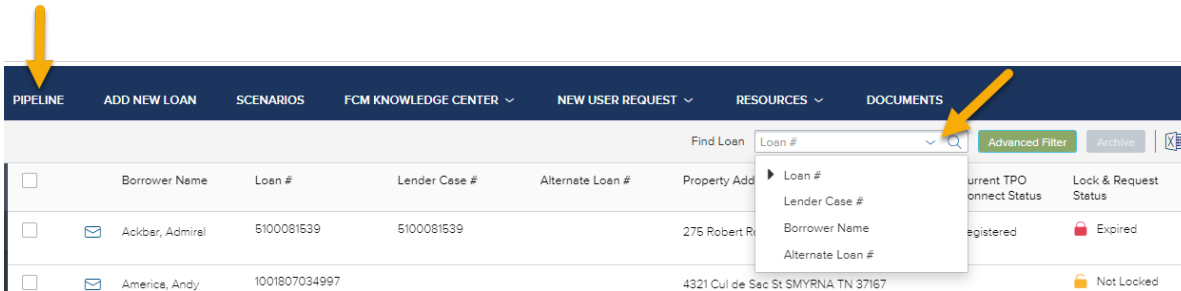 PIPELINE ADD NEW LOAN SCENARIOS FCM KNOWLEDGE CENTER NEW USER REQUEST RESOURCES DOCUMENTS
Find Loan Loan # Advanced Filter Archive
Borrower Name Loan # Lender Case # Alternate Loan # Property Add urrent TPO Lock & Request
onnect Status Status
Loan #
Lender Case #
Borrower Name
Alternate Loan #
Ackbar, Admiral 5100081539 5100081539 275 Robert R egistered Expired
America, Andy 1001807034997 4321 Cul de Sac St SMYRNA TN 37167 Not Locked